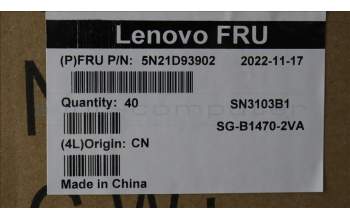 Lenovo FRU
(P)FRU P/N: 5N21D93902 2022-11-17
Quantity: 40 SN3103B1
SG-B1470-2VA
(4L)Origin: CN
Made in China